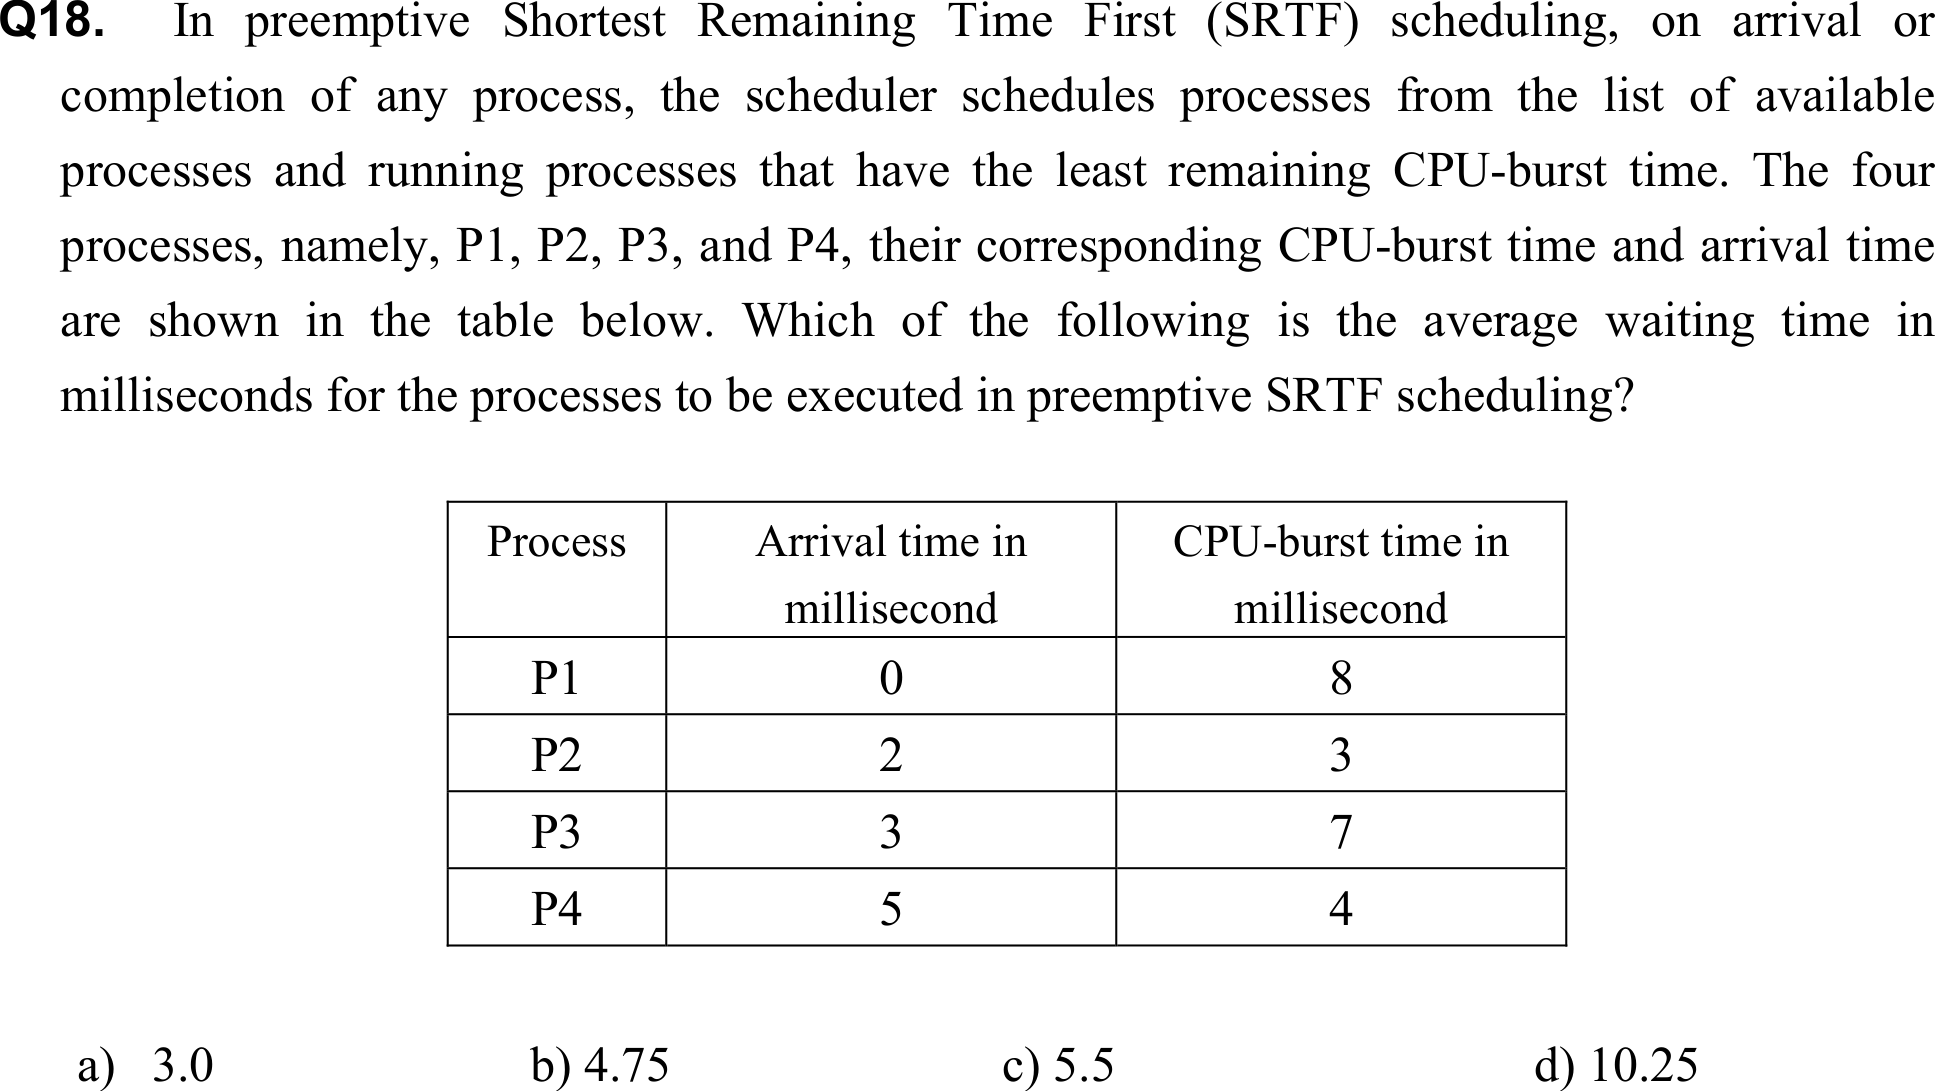 Q18. In preemptive Shortest Remaining Time First (SRTF) scheduling, on arrival or
completion of any process, the scheduler schedules processes from the list of available
processes and running processes that have the least remaining CPU-burst time. The four
processes, namely, P1, P2, P3, and P4, their corresponding CPU-burst time and arrival time
are shown in the table below. Which of the following is the average waiting time in
milliseconds for the processes to be executed in preemptive SRTF scheduling?
Process Arrival time in CPU-burst time in
millisecond millisecond
P1 0 8
P2 2 3
P3 3 7
P4 5 4
a) 3.0 b) 4.75 c) 5.5 d) 10.25